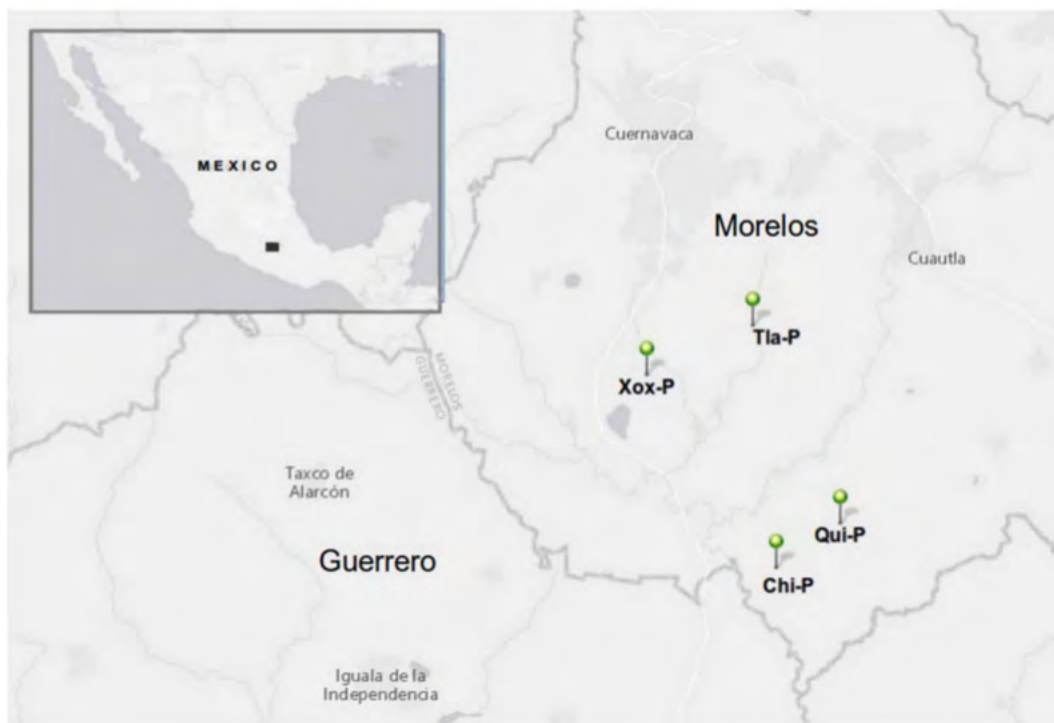 MEXICO
Cuernavaca
Morelos
Cuautla
Tla-P
Xox-P
MORELOS
GUERRERO
Taxco de
Alarcón
Guerrero
Qui-P
Chi-P
Iguala de la
Independencia